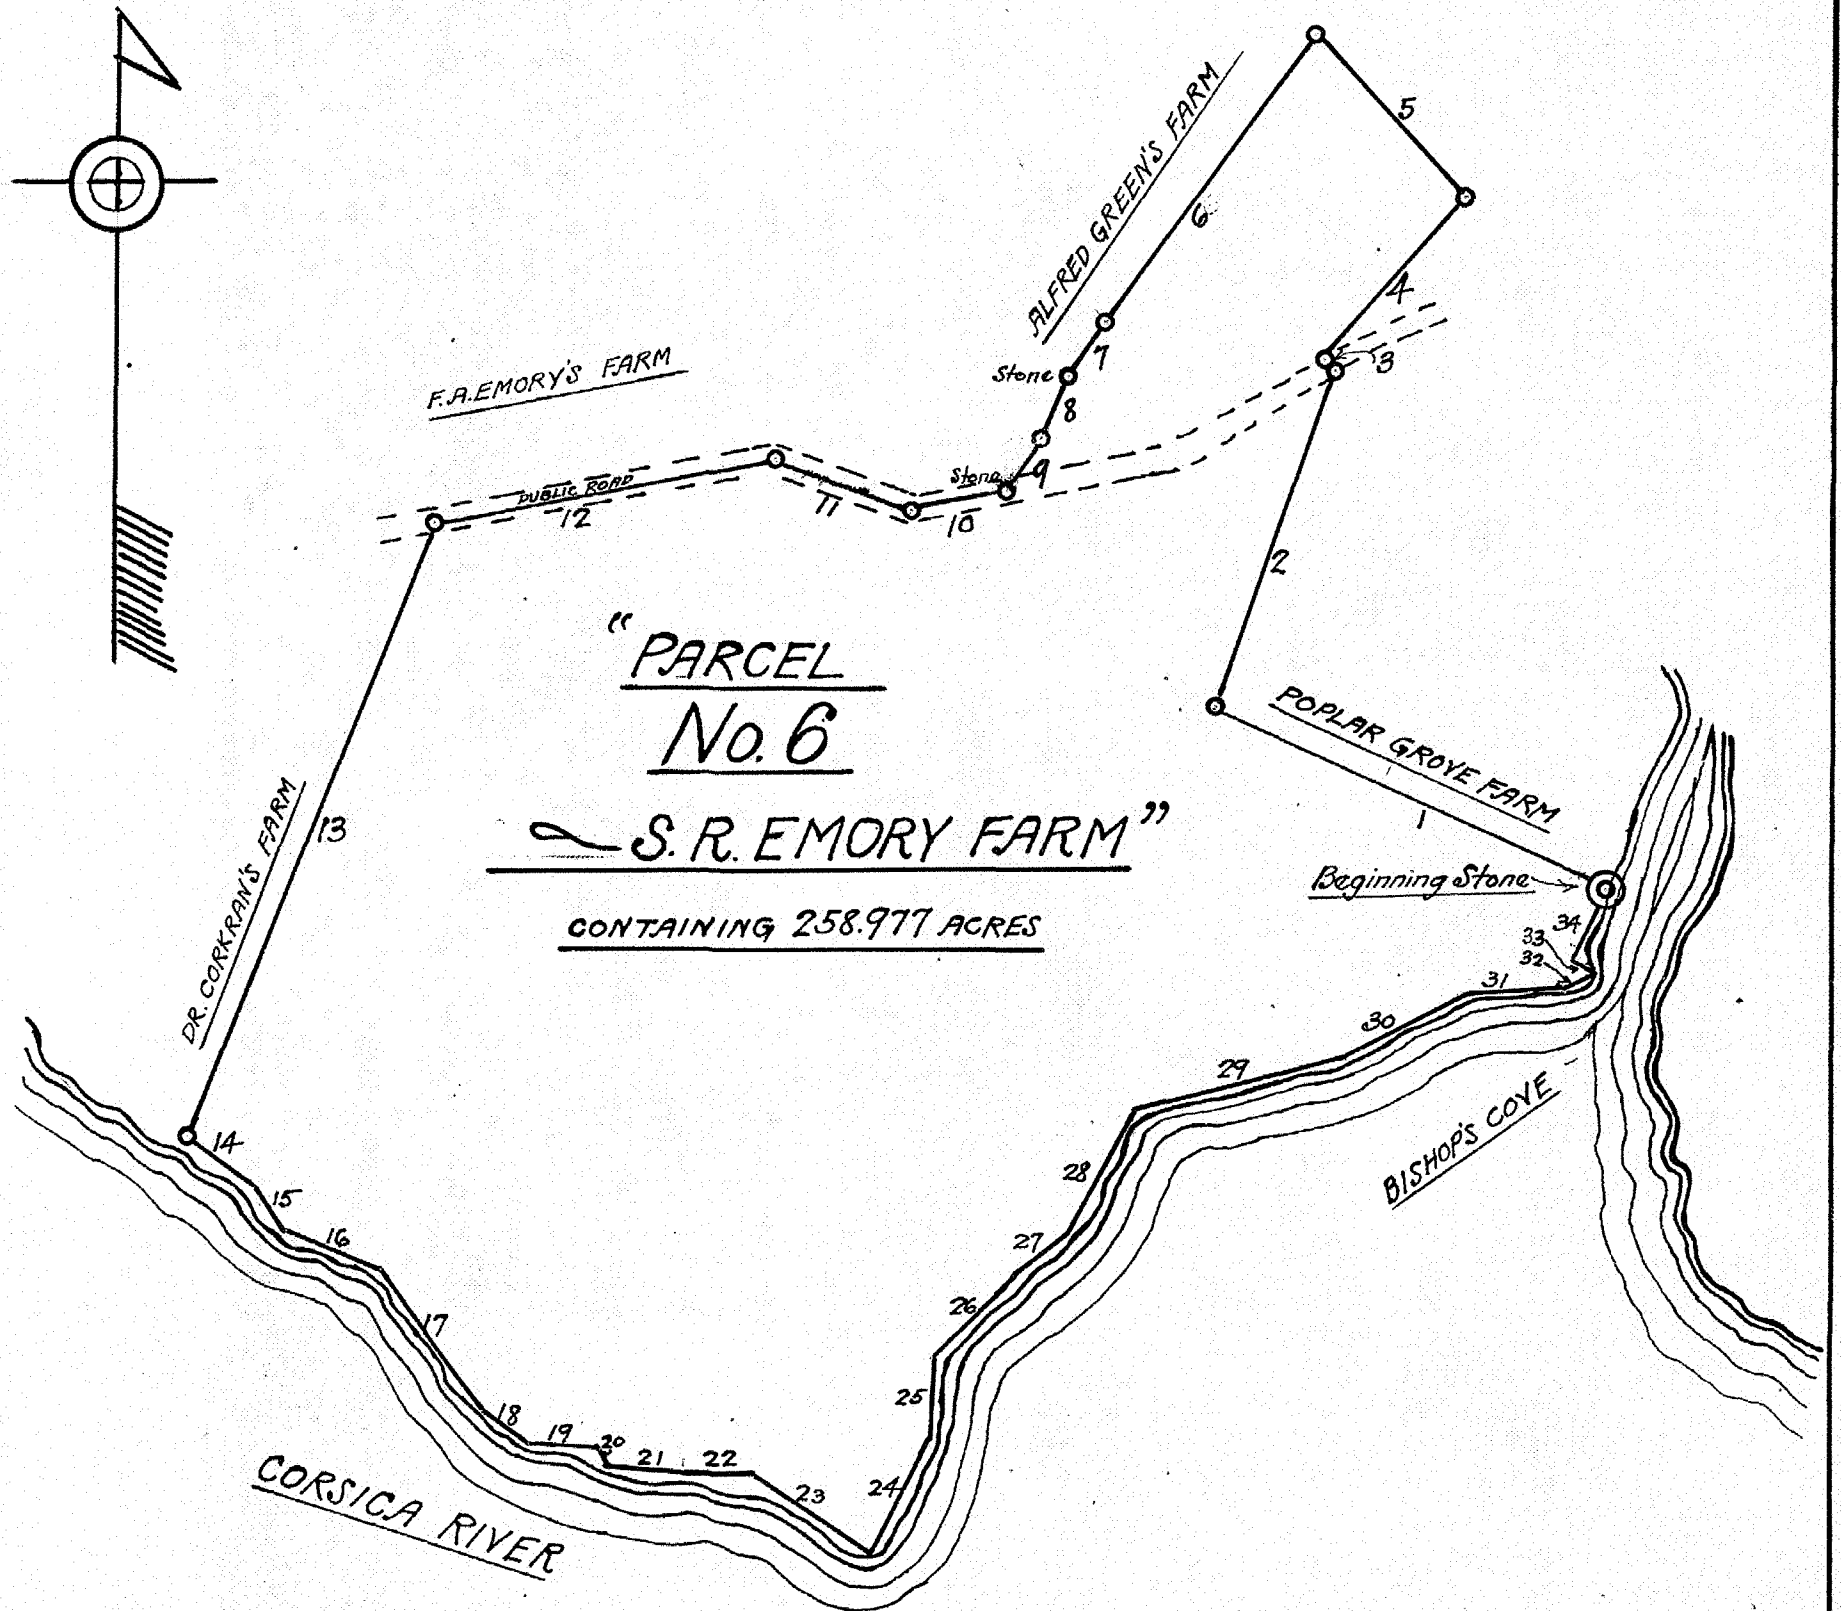 ALFRED GREEN'S FARM
5
6
4
3
F.A. EMORY'S FARM
Stone
7
8
Stone
9
PUBLIC ROAD
12
11
10
2
"PARCEL
No. 6
S. R. EMORY FARM"
CONTAINING 258.977 ACRES
POPLAR GROVE FARM
1
Beginning Stone
DR. CORKRAN'S FARM
13
34
33
32
31
30
29
28
27
26
25
24
23
22
21
20
19
18
17
16
15
14
BISHOP'S COVE
CORSICA RIVER